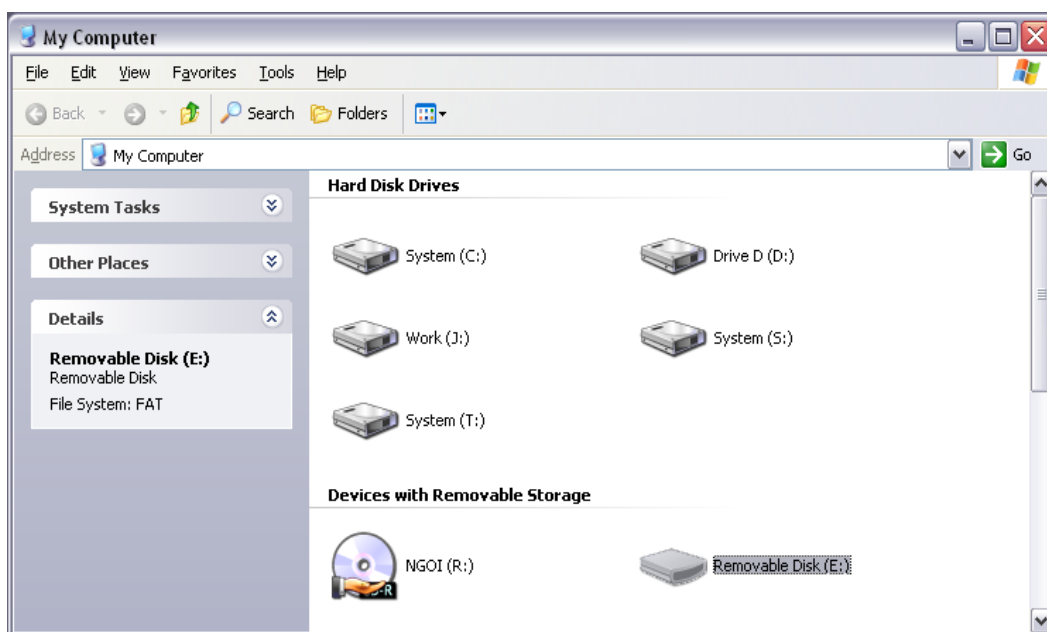 My Computer
File Edit View Favorites Tools Help
Back Search Folders
Address My Computer Go
Hard Disk Drives
System Tasks
System (C:) Drive D (D:)
Other Places
Details
Work (J:) System (S:)
Removable Disk (E:)
Removable Disk
File System: FAT
System (T:)
Devices with Removable Storage
NGOI (R:) Removable Disk (E:)
-R